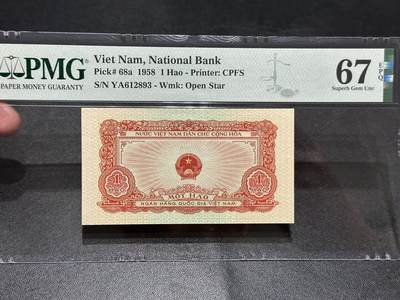 PMG
PAPER MONEY GUARANTY
Viet Nam, National Bank
Pick# 68a 1958 1 Hao - Printer: CPFS
S/N YA612893 - Wmk: Open Star
67
EPQ
Superb Gem Unc
NƯỚC VIỆT NAM DÂN CHỦ CỘNG HÒA
1 1
MỘT HÀO
NGÂN HÀNG QUỐC GIA VIỆT NAM